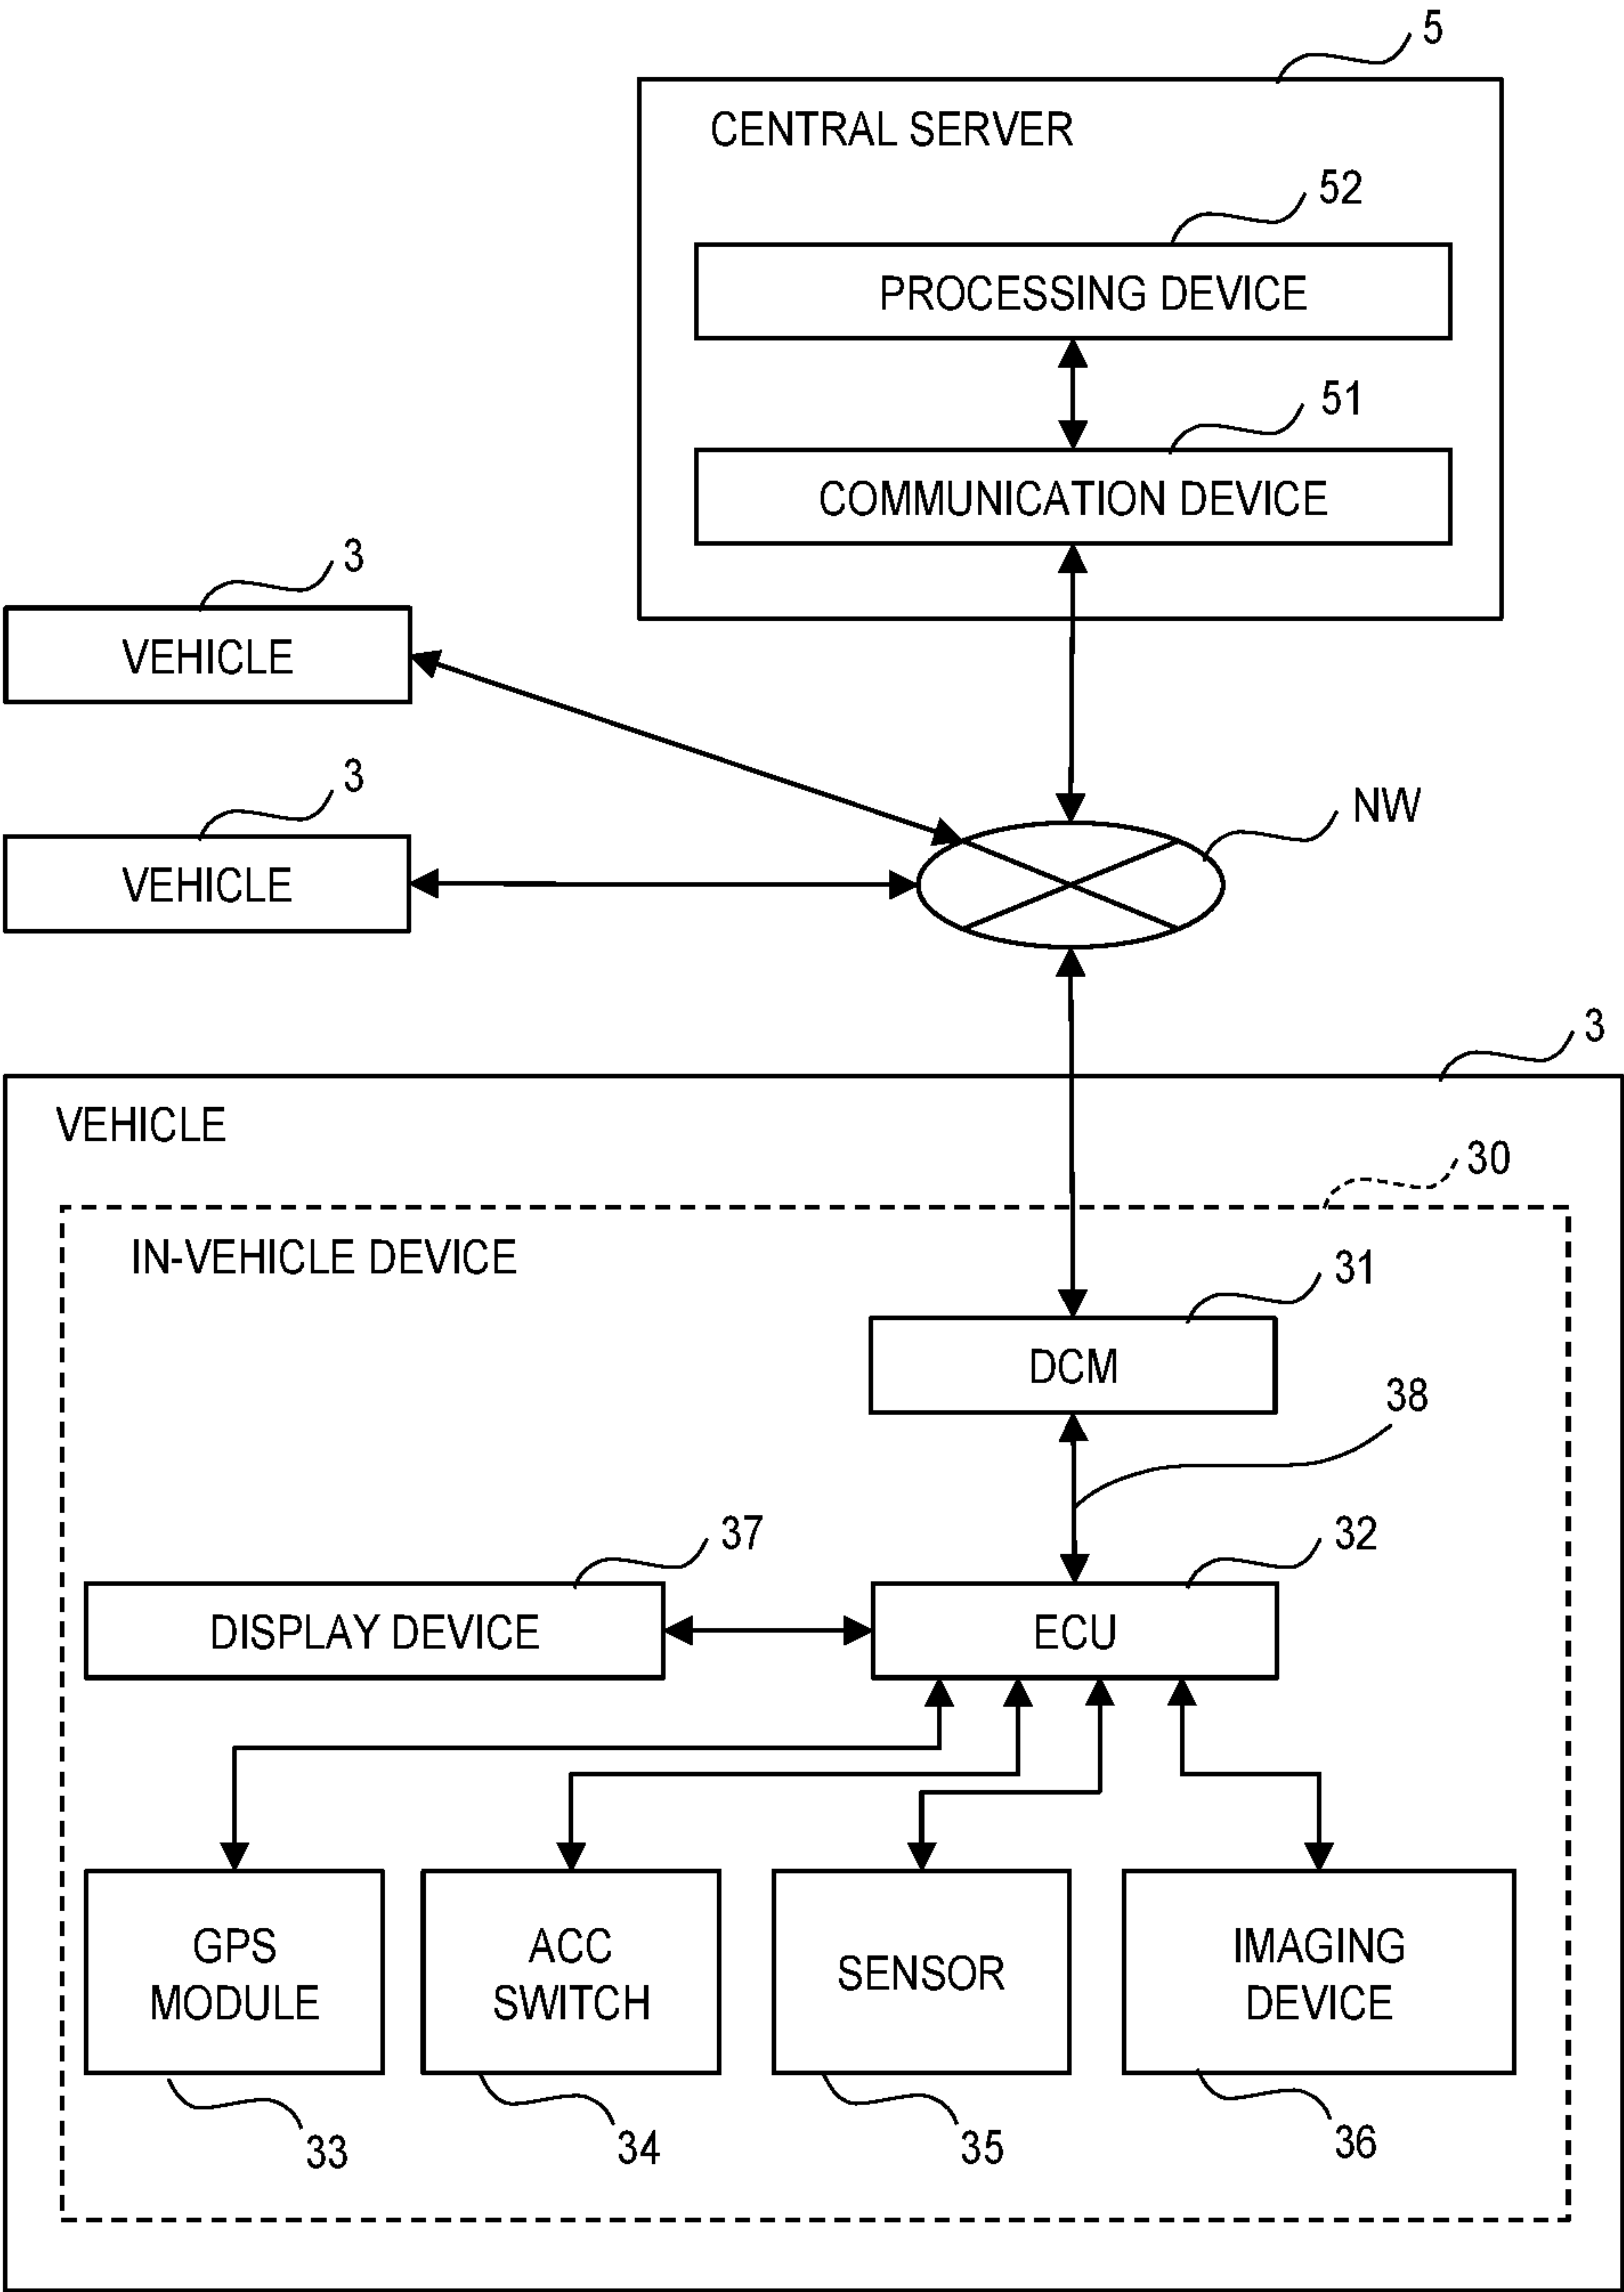 5
CENTRAL SERVER
52
PROCESSING DEVICE
51
COMMUNICATION DEVICE
3
VEHICLE
3
VEHICLE
NW
3
VEHICLE
30
IN-VEHICLE DEVICE
31
DCM
38
37
32
DISPLAY DEVICE
ECU
GPS
MODULE
ACC
SWITCH
SENSOR
IMAGING
DEVICE
33
34
35
36